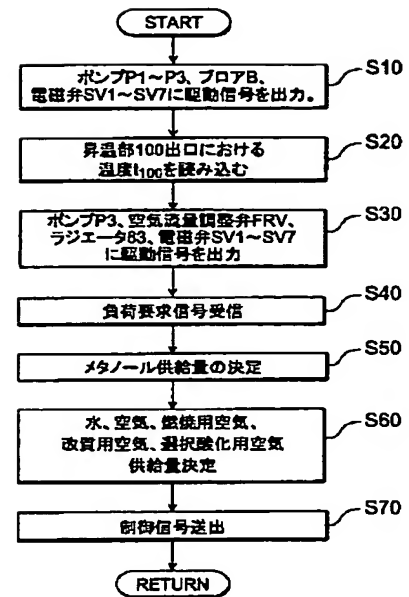 START
ポンプP1～P3、ブロアB、
電磁弁SV1～SV7に駆動信号を出力。
S10
昇温部100出口における
温度t100を読み込む
S20
ポンプP3、空気流量調整弁FRV、
ラジエータ83、電磁弁SV1～SV7
に駆動信号を出力
S30
負荷要求信号受信
S40
メタノール供給量の決定
S50
水、空気、燃焼用空気、
改質用空気、選択酸化用空気
供給量決定
S60
制御信号送出
S70
RETURN